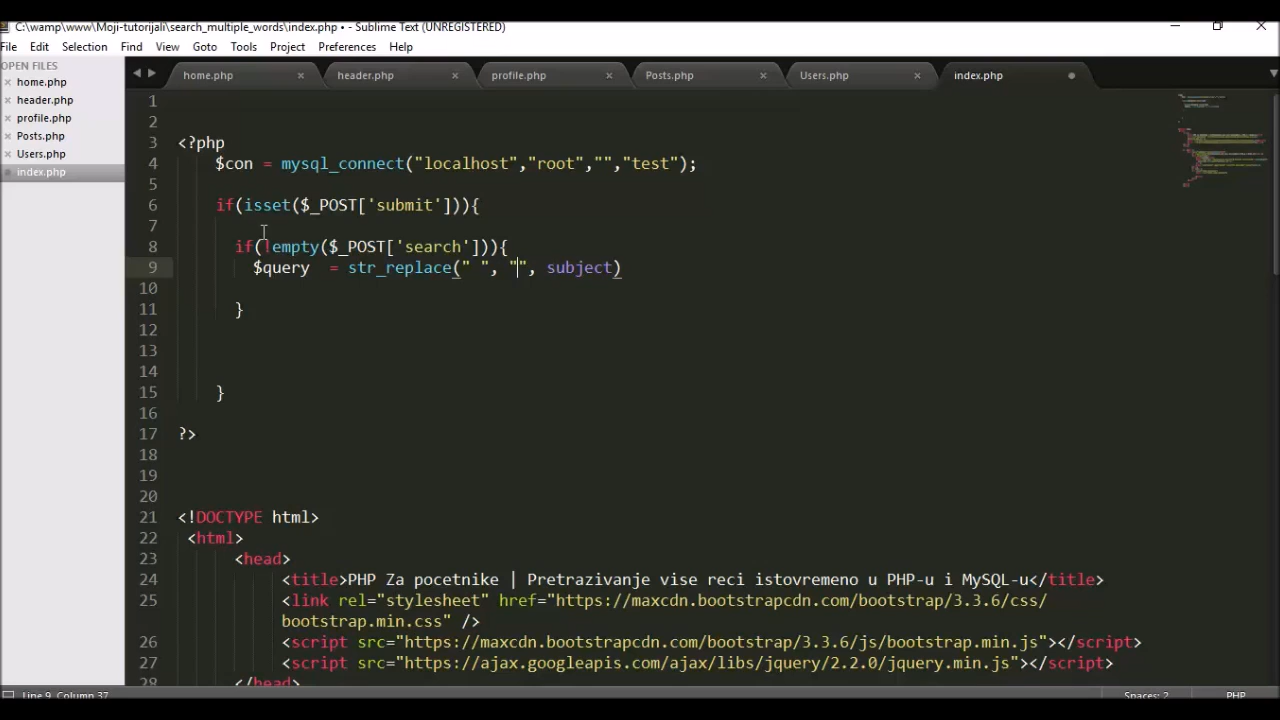 C:\wamp\www\Moji-tutorijali\search_multiple_words\index.php • - Sublime Text (UNREGISTERED)
File Edit Selection Find View Goto Tools Project Preferences Help
OPEN FILES
home.php
header.php
profile.php
Posts.php
Users.php
index.php
home.php header.php profile.php Posts.php Users.php index.php
1
2
3 <?php
4 $con = mysql_connect("localhost","root","","test");
5
6 if(isset($_POST['submit'])){
7
8 if(!empty($_POST['search'])){
9 $query  = str_replace(" ", "", subject)
10
11 }
12
13
14
15 }
16
17 ?>
18
19
20
21 <!DOCTYPE html>
22 <html>
23 <head>
24 <title>PHP Za pocetnike | Pretrazivanje vise reci istovremeno u PHP-u i MySQL-u</title>
25 <link rel="stylesheet" href="https://maxcdn.bootstrapcdn.com/bootstrap/3.3.6/css/
bootstrap.min.css" />
26 <script src="https://maxcdn.bootstrapcdn.com/bootstrap/3.3.6/js/bootstrap.min.js"></script>
27 <script src="https://ajax.googleapis.com/ajax/libs/jquery/2.2.0/jquery.min.js"></script>
28 </head>
Line 9, Column 37 Spaces: 2 PHP